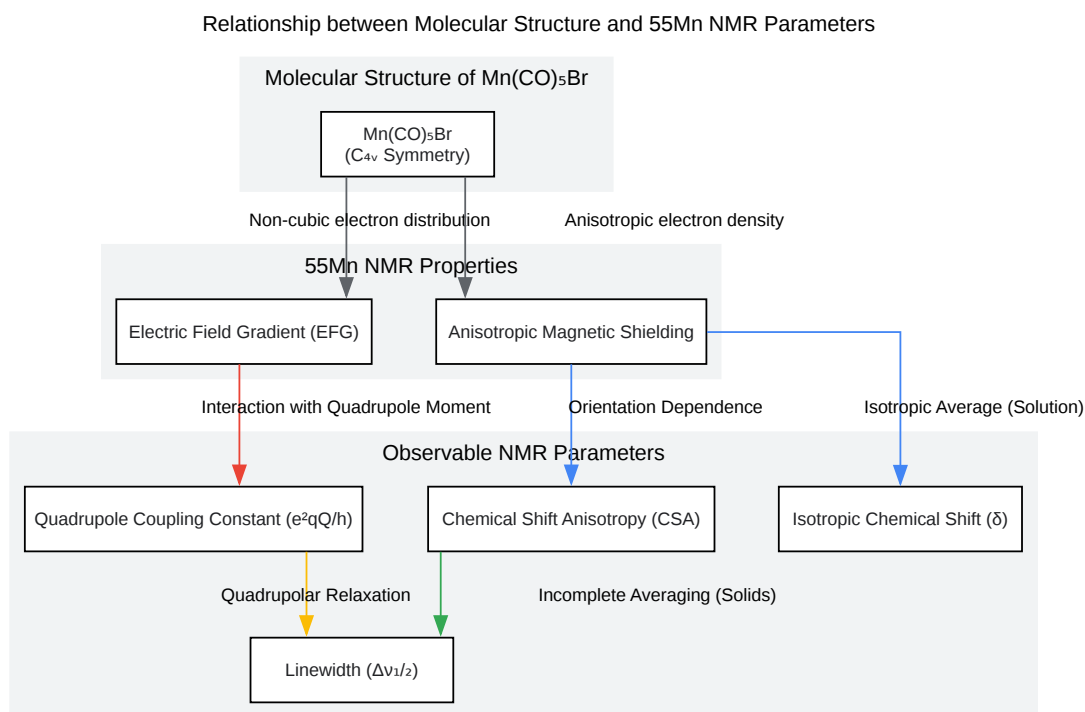 Relationship between Molecular Structure and 55Mn NMR Parameters
Molecular Structure of Mn(CO)₅Br
Mn(CO)₅Br
(C₄ᵥ Symmetry)
Non-cubic electron distribution
Anisotropic electron density
55Mn NMR Properties
Electric Field Gradient (EFG)
Anisotropic Magnetic Shielding
Interaction with Quadrupole Moment
Orientation Dependence
Isotropic Average (Solution)
Observable NMR Parameters
Quadrupole Coupling Constant (e²qQ/h)
Chemical Shift Anisotropy (CSA)
Isotropic Chemical Shift (δ)
Quadrupolar Relaxation
Incomplete Averaging (Solids)
Linewidth (Δν₁/₂)